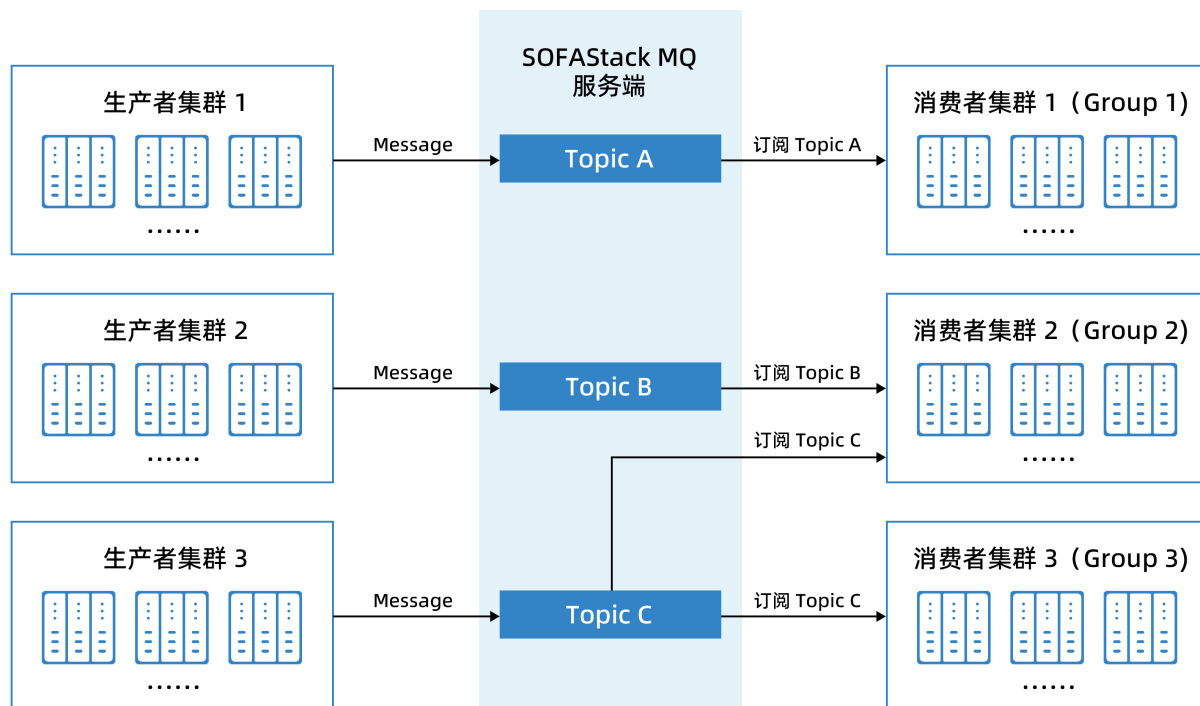 SOFAStack MQ
服务端
生产者集群 1
Message
Topic A
订阅 Topic A
消费者集群 1（Group 1）
......
......
生产者集群 2
Message
Topic B
订阅 Topic B
消费者集群 2（Group 2）
订阅 Topic C
......
......
生产者集群 3
Message
Topic C
订阅 Topic C
消费者集群 3（Group 3）
......
......